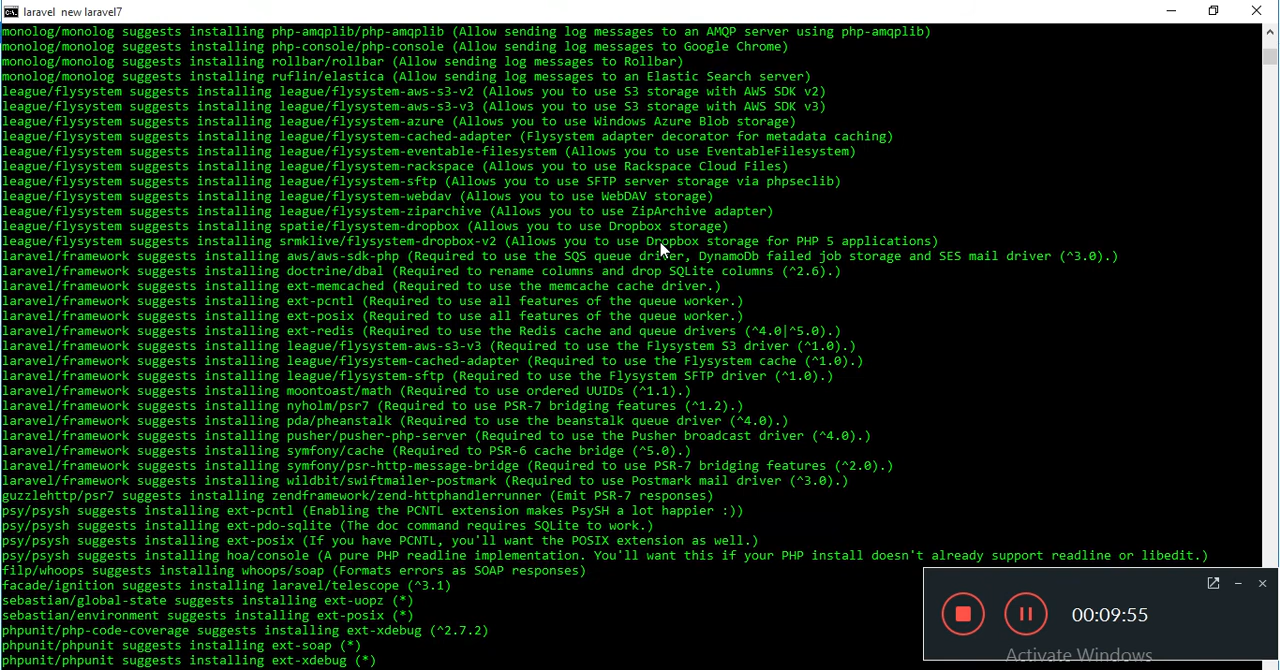 laravel  new laravel7
monolog/monolog suggests installing php-amqplib/php-amqplib (Allow sending log messages to an AMQP server using php-amqplib)
monolog/monolog suggests installing php-console/php-console (Allow sending log messages to Google Chrome)
monolog/monolog suggests installing rollbar/rollbar (Allow sending log messages to Rollbar)
monolog/monolog suggests installing ruflin/elastica (Allow sending log messages to an Elastic Search server)
league/flysystem suggests installing league/flysystem-aws-s3-v2 (Allows you to use S3 storage with AWS SDK v2)
league/flysystem suggests installing league/flysystem-aws-s3-v3 (Allows you to use S3 storage with AWS SDK v3)
league/flysystem suggests installing league/flysystem-azure (Allows you to use Windows Azure Blob storage)
league/flysystem suggests installing league/flysystem-cached-adapter (Flysystem adapter decorator for metadata caching)
league/flysystem suggests installing league/flysystem-eventable-filesystem (Allows you to use EventableFilesystem)
league/flysystem suggests installing league/flysystem-rackspace (Allows you to use Rackspace Cloud Files)
league/flysystem suggests installing league/flysystem-sftp (Allows you to use SFTP server storage via phpseclib)
league/flysystem suggests installing league/flysystem-webdav (Allows you to use WebDAV storage)
league/flysystem suggests installing league/flysystem-ziparchive (Allows you to use ZipArchive adapter)
league/flysystem suggests installing spatie/flysystem-dropbox (Allows you to use Dropbox storage)
league/flysystem suggests installing srmklive/flysystem-dropbox-v2 (Allows you to use Dropbox storage for PHP 5 applications)
laravel/framework suggests installing aws/aws-sdk-php (Required to use the SQS queue driver, DynamoDb failed job storage and SES mail driver (^3.0).)
laravel/framework suggests installing doctrine/dbal (Required to rename columns and drop SQLite columns (^2.6).)
laravel/framework suggests installing ext-memcached (Required to use the memcache cache driver.)
laravel/framework suggests installing ext-pcntl (Required to use all features of the queue worker.)
laravel/framework suggests installing ext-posix (Required to use all features of the queue worker.)
laravel/framework suggests installing ext-redis (Required to use the Redis cache and queue drivers (^4.0|^5.0).)
laravel/framework suggests installing league/flysystem-aws-s3-v3 (Required to use the Flysystem S3 driver (^1.0).)
laravel/framework suggests installing league/flysystem-cached-adapter (Required to use the Flysystem cache (^1.0).)
laravel/framework suggests installing league/flysystem-sftp (Required to use the Flysystem SFTP driver (^1.0).)
laravel/framework suggests installing moontoast/math (Required to use ordered UUIDs (^1.1).)
laravel/framework suggests installing nyholm/psr7 (Required to use PSR-7 bridging features (^1.2).)
laravel/framework suggests installing pda/pheanstalk (Required to use the beanstalk queue driver (^4.0).)
laravel/framework suggests installing pusher/pusher-php-server (Required to use the Pusher broadcast driver (^4.0).)
laravel/framework suggests installing symfony/cache (Required to PSR-6 cache bridge (^5.0).)
laravel/framework suggests installing symfony/psr-http-message-bridge (Required to use PSR-7 bridging features (^2.0).)
laravel/framework suggests installing wildbit/swiftmailer-postmark (Required to use Postmark mail driver (^3.0).)
guzzlehttp/psr7 suggests installing zendframework/zend-httphandlerrunner (Emit PSR-7 responses)
psy/psysh suggests installing ext-pcntl (Enabling the PCNTL extension makes PsySH a lot happier :))
psy/psysh suggests installing ext-pdo-sqlite (The doc command requires SQLite to work.)
psy/psysh suggests installing ext-posix (If you have PCNTL, you'll want the POSIX extension as well.)
psy/psysh suggests installing hoa/console (A pure PHP readline implementation. You'll want this if your PHP install doesn't already support readline or libedit.)
filp/whoops suggests installing whoops/soap (Formats errors as SOAP responses)
facade/ignition suggests installing laravel/telescope (^3.1)
sebastian/global-state suggests installing ext-uopz (*)
sebastian/environment suggests installing ext-posix (*)
phpunit/php-code-coverage suggests installing ext-xdebug (^2.7.2)
phpunit/phpunit suggests installing ext-soap (*)
phpunit/phpunit suggests installing ext-xdebug (*)
00:09:55
Activate Windows